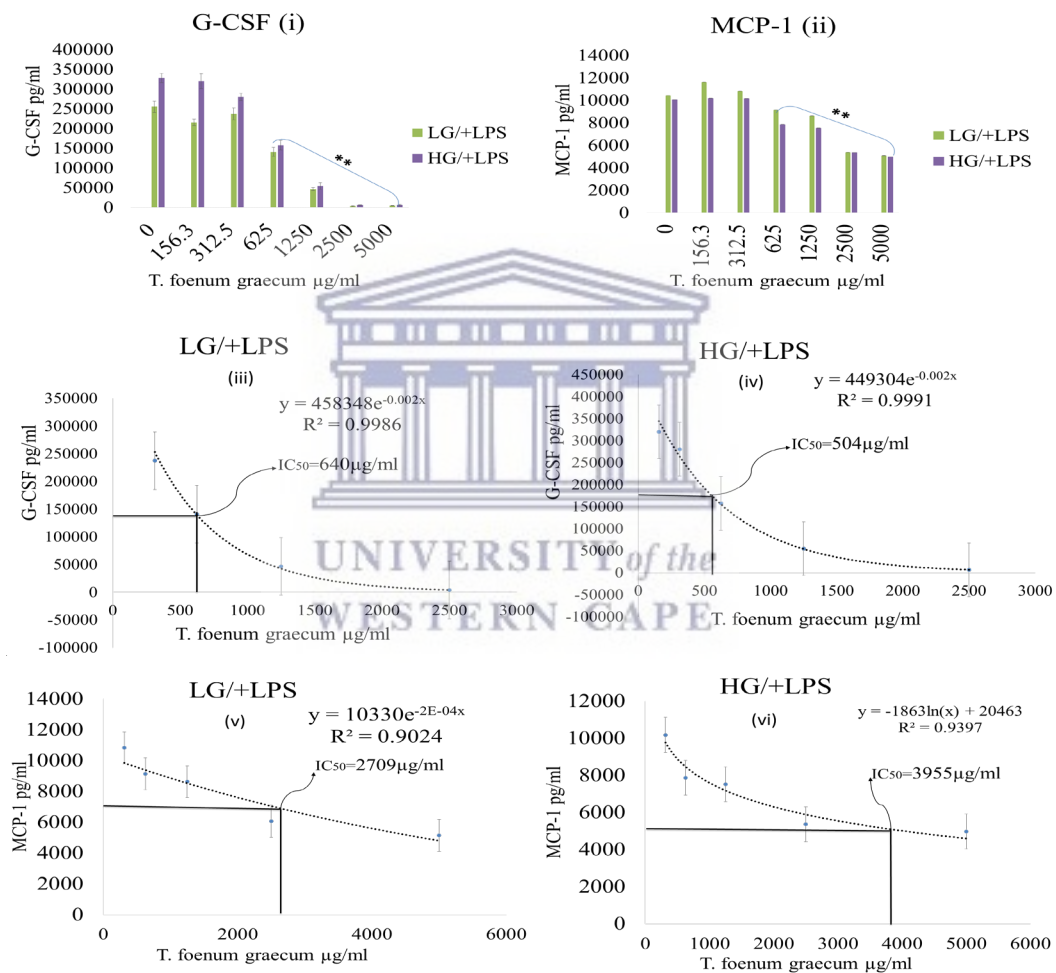 G-CSF (i)
400000
350000
300000
250000
200000
150000
100000
50000
0
G-CSF pg/ml
**
LG/+LPS
HG/+LPS
0
156.3
312.5
625
1250
2500
5000
T. foenum graecum µg/ml
MCP-1 (ii)
14000
12000
10000
8000
6000
4000
2000
0
MCP-1 pg/ml
**
LG/+LPS
HG/+LPS
0
156.3
312.5
625
1250
2500
5000
T. foenum graecum µg/ml
LG/+LPS
(iii)
y = 458348e-0.002x
R² = 0.9986
IC50=640µg/ml
350000
300000
250000
200000
150000
100000
50000
0
-50000
-100000
G-CSF pg/ml
0 500 1000 1500 2000 2500 3000
T. foenum graecum µg/ml
HG/+LPS
(iv)
y = 449304e-0.002x
R² = 0.9991
IC50=504µg/ml
450000
400000
350000
300000
250000
200000
150000
100000
50000
0
-50000
-100000
G-CSF pg/ml
0 500 1000 1500 2000 2500 3000
T. foenum graecum µg/ml
UNIVERSITY of the
WESTERN CAPE
LG/+LPS
(v)
y = 10330e-2E-04x
R² = 0.9024
IC50=2709µg/ml
14000
12000
10000
8000
6000
4000
2000
0
MCP-1 pg/ml
0 2000 4000 6000
T. foenum graecum µg/ml
HG/+LPS
(vi)
y = -1863ln(x) + 20463
R² = 0.9397
IC50=3955µg/ml
12000
10000
8000
6000
4000
2000
0
MCP-1 pg/ml
0 1000 2000 3000 4000 5000 6000
T. foenum graecum µg/ml